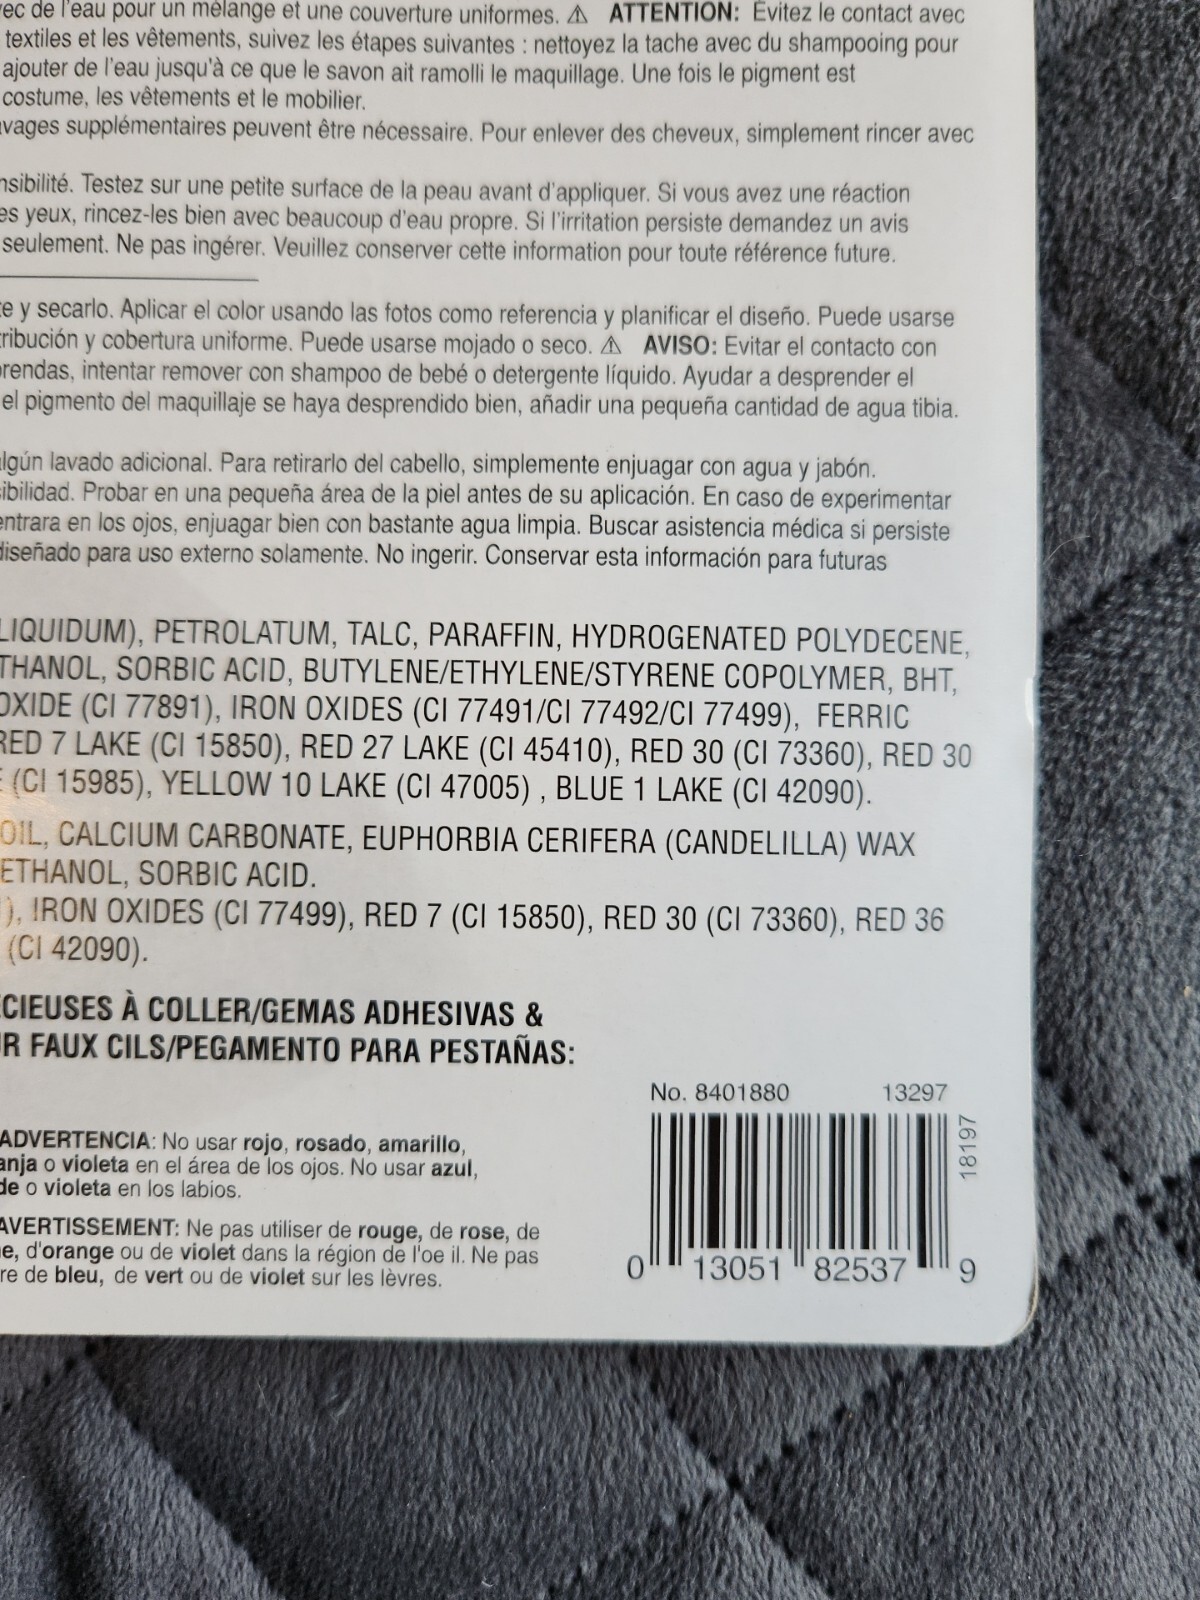 avec de l'eau pour un mélange et une couverture uniformes. ⚠ ATTENTION: Évitez le contact avec
textiles et les vêtements, suivez les étapes suivantes : nettoyez la tache avec du shampooing pour
ajouter de l'eau jusqu'à ce que le savon ait ramolli le maquillage. Une fois le pigment est
costume, les vêtements et le mobilier.
avages supplémentaires peuvent être nécessaire. Pour enlever des cheveux, simplement rincer avec
nsibilité. Testez sur une petite surface de la peau avant d'appliquer. Si vous avez une réaction
es yeux, rincez-les bien avec beaucoup d'eau propre. Si l'irritation persiste demandez un avis
seulement. Ne pas ingérer. Veuillez conserver cette information pour toute référence future.
te y secarlo. Aplicar el color usando las fotos como referencia y planificar el diseño. Puede usarse
tribución y cobertura uniforme. Puede usarse mojado o seco. ⚠ AVISO: Evitar el contacto con
prendas, intentar remover con shampoo de bebé o detergente líquido. Ayudar a desprender el
el pigmento del maquillaje se haya desprendido bien, añadir una pequeña cantidad de agua tibia.
algún lavado adicional. Para retirarlo del cabello, simplemente enjuagar con agua y jabón.
sibilidad. Probar en una pequeña área de la piel antes de su aplicación. En caso de experimentar
entrara en los ojos, enjuagar bien con bastante agua limpia. Buscar asistencia médica si persiste
diseñado para uso externo solamente. No ingerir. Conservar esta información para futuras
LIQUIDUM), PETROLATUM, TALC, PARAFFIN, HYDROGENATED POLYDECENE,
THANOL, SORBIC ACID, BUTYLENE/ETHYLENE/STYRENE COPOLYMER, BHT,
OXIDE (CI 77891), IRON OXIDES (CI 77491/CI 77492/CI 77499), FERRIC
RED 7 LAKE (CI 15850), RED 27 LAKE (CI 45410), RED 30 (CI 73360), RED 30
(CI 15985), YELLOW 10 LAKE (CI 47005) , BLUE 1 LAKE (CI 42090).
OIL, CALCIUM CARBONATE, EUPHORBIA CERIFERA (CANDELILLA) WAX
ETHANOL, SORBIC ACID.
), IRON OXIDES (CI 77499), RED 7 (CI 15850), RED 30 (CI 73360), RED 36
(CI 42090).
CIEUSES À COLLER/GEMAS ADHESIVAS &
R FAUX CILS/PEGAMENTO PARA PESTAÑAS:
No. 8401880 13297
18197
ADVERTENCIA: No usar rojo, rosado, amarillo,
anja o violeta en el área de los ojos. No usar azul,
de o violeta en los labios.
AVERTISSEMENT: Ne pas utiliser de rouge, de rose, de
e, d'orange ou de violet dans la région de l'oe il. Ne pas
re de bleu, de vert ou de violet sur les lèvres.
0 13051 82537 9